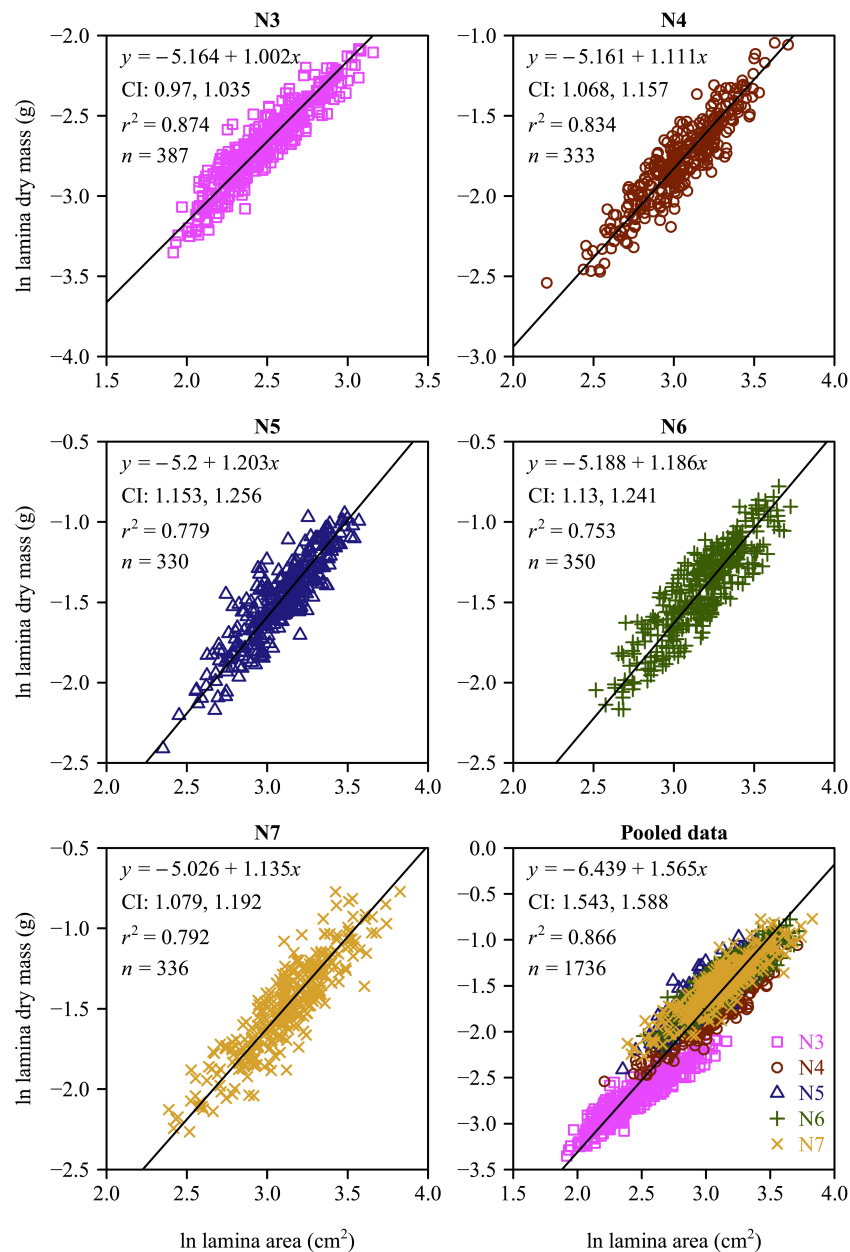 N3
y = −5.164 + 1.002x
CI: 0.97, 1.035
r² = 0.874
n = 387
−2.0
−2.5
−3.0
−3.5
−4.0
1.5 2.0 2.5 3.0 3.5
ln lamina dry mass (g)
N4
y = −5.161 + 1.111x
CI: 1.068, 1.157
r² = 0.834
n = 333
−1.0
−1.5
−2.0
−2.5
−3.0
2.0 2.5 3.0 3.5 4.0
N5
y = −5.2 + 1.203x
CI: 1.153, 1.256
r² = 0.779
n = 330
−0.5
−1.0
−1.5
−2.0
−2.5
2.0 2.5 3.0 3.5 4.0
ln lamina dry mass (g)
N6
y = −5.188 + 1.186x
CI: 1.13, 1.241
r² = 0.753
n = 350
−0.5
−1.0
−1.5
−2.0
−2.5
2.0 2.5 3.0 3.5 4.0
N7
y = −5.026 + 1.135x
CI: 1.079, 1.192
r² = 0.792
n = 336
−0.5
−1.0
−1.5
−2.0
−2.5
2.0 2.5 3.0 3.5 4.0
ln lamina dry mass (g)
ln lamina area (cm²)
Pooled data
y = −6.439 + 1.565x
CI: 1.543, 1.588
r² = 0.866
n = 1736
0.0
−0.5
−1.0
−1.5
−2.0
−2.5
−3.0
−3.5
N3
N4
N5
N6
N7
1.5 2.0 2.5 3.0 3.5 4.0
ln lamina area (cm²)